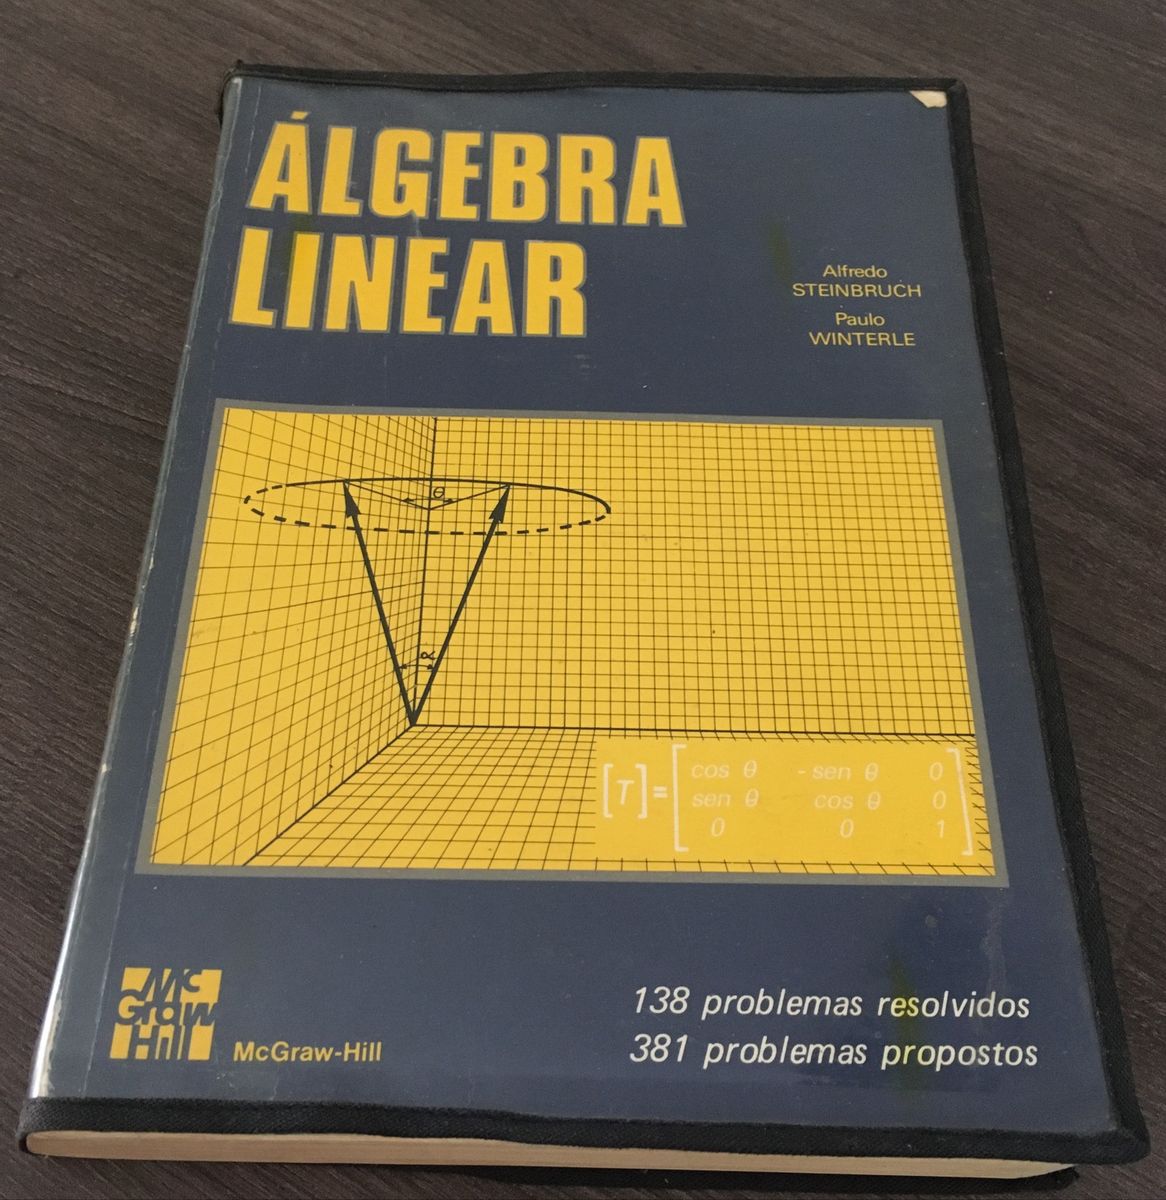 ÁLGEBRA
LINEAR
Alfredo
STEINBRUCH
Paulo
WINTERLE
θ
α
[T]=
cos θ -sen θ 0
sen θ cos θ 0
0 0 1
Mc
Graw
Hill
McGraw-Hill
138 problemas resolvidos
381 problemas propostos